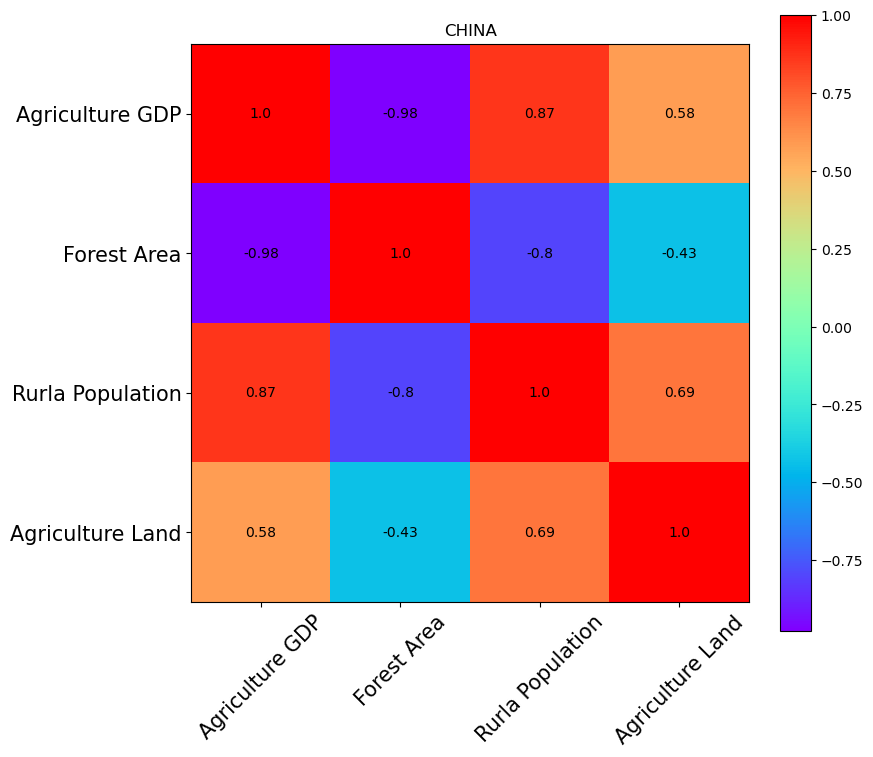 CHINA
1.00
Agriculture GDP 1.0 -0.98 0.87 0.58
0.75
0.50
Forest Area -0.98 1.0 -0.8 -0.43
0.25
0.00
Rurla Population 0.87 -0.8 1.0 0.69
−0.25
−0.50
Agriculture Land 0.58 -0.43 0.69 1.0
−0.75
Agriculture GDP
Forest Area
Rurla Population
Agriculture Land